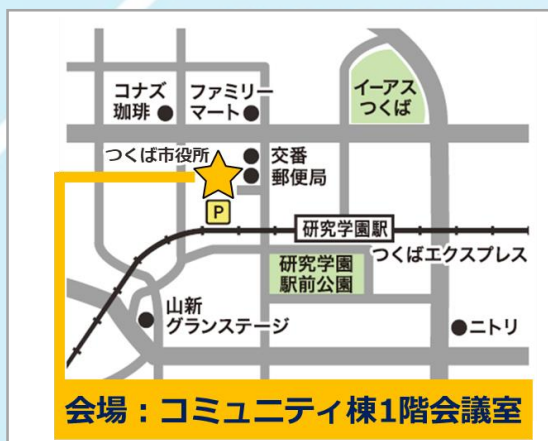 コナズ
珈琲
ファミリー
マート
イーアス
つくば
つくば市役所
交番
郵便局
P
研究学園駅
つくばエクスプレス
研究学園
駅前公園
山新
グランステージ
ニトリ
会場：コミュニティ棟1階会議室